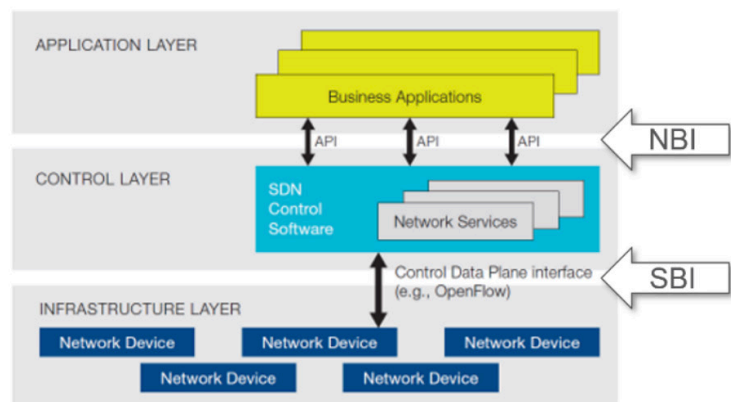 APPLICATION LAYER
Business Applications
API
API
API
NBI
CONTROL LAYER
SDN
Control
Software
Network Services
Control Data Plane interface
(e.g., OpenFlow)
SBI
INFRASTRUCTURE LAYER
Network Device
Network Device
Network Device
Network Device
Network Device